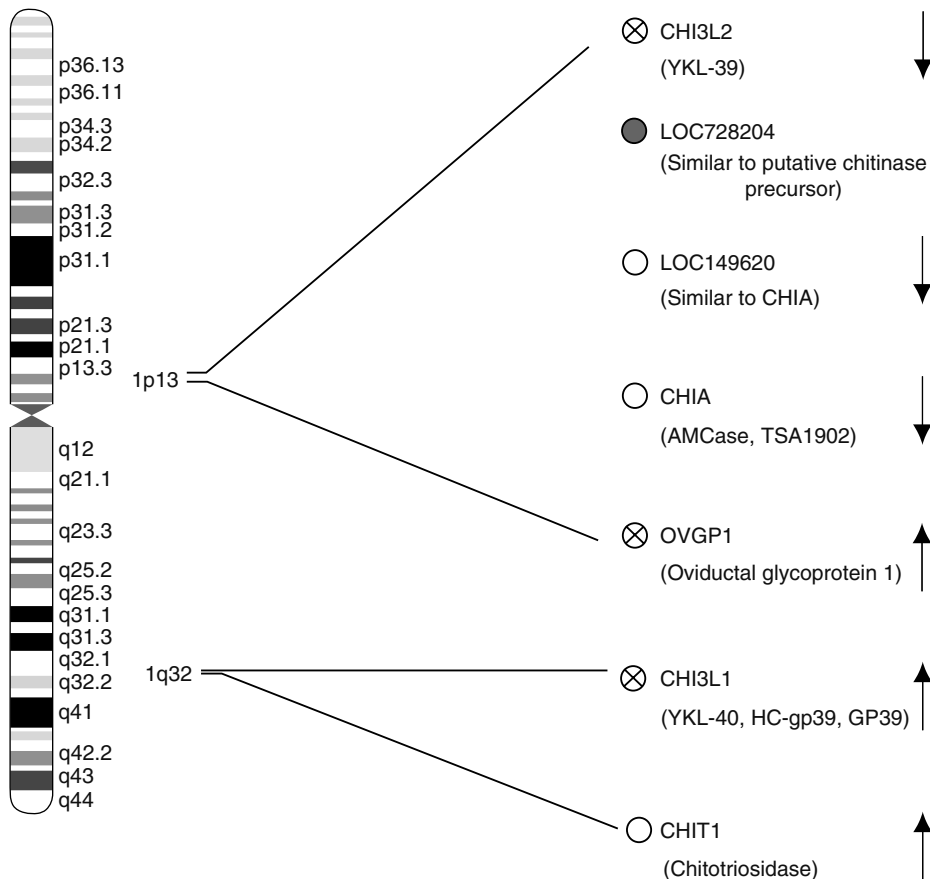 p36.13
p36.11
p34.3
p34.2
p32.3
p31.3
p31.2
p31.1
p21.3
p21.1
p13.3
q12
q21.1
q23.3
q25.2
q25.3
q31.1
q31.3
q32.1
q32.2
q41
q42.2
q43
q44
1p13
1q32
CHI3L2
(YKL-39)
LOC728204
(Similar to putative chitinase
precursor)
LOC149620
(Similar to CHIA)
CHIA
(AMCase, TSA1902)
OVGP1
(Oviductal glycoprotein 1)
CHI3L1
(YKL-40, HC-gp39, GP39)
CHIT1
(Chitotriosidase)